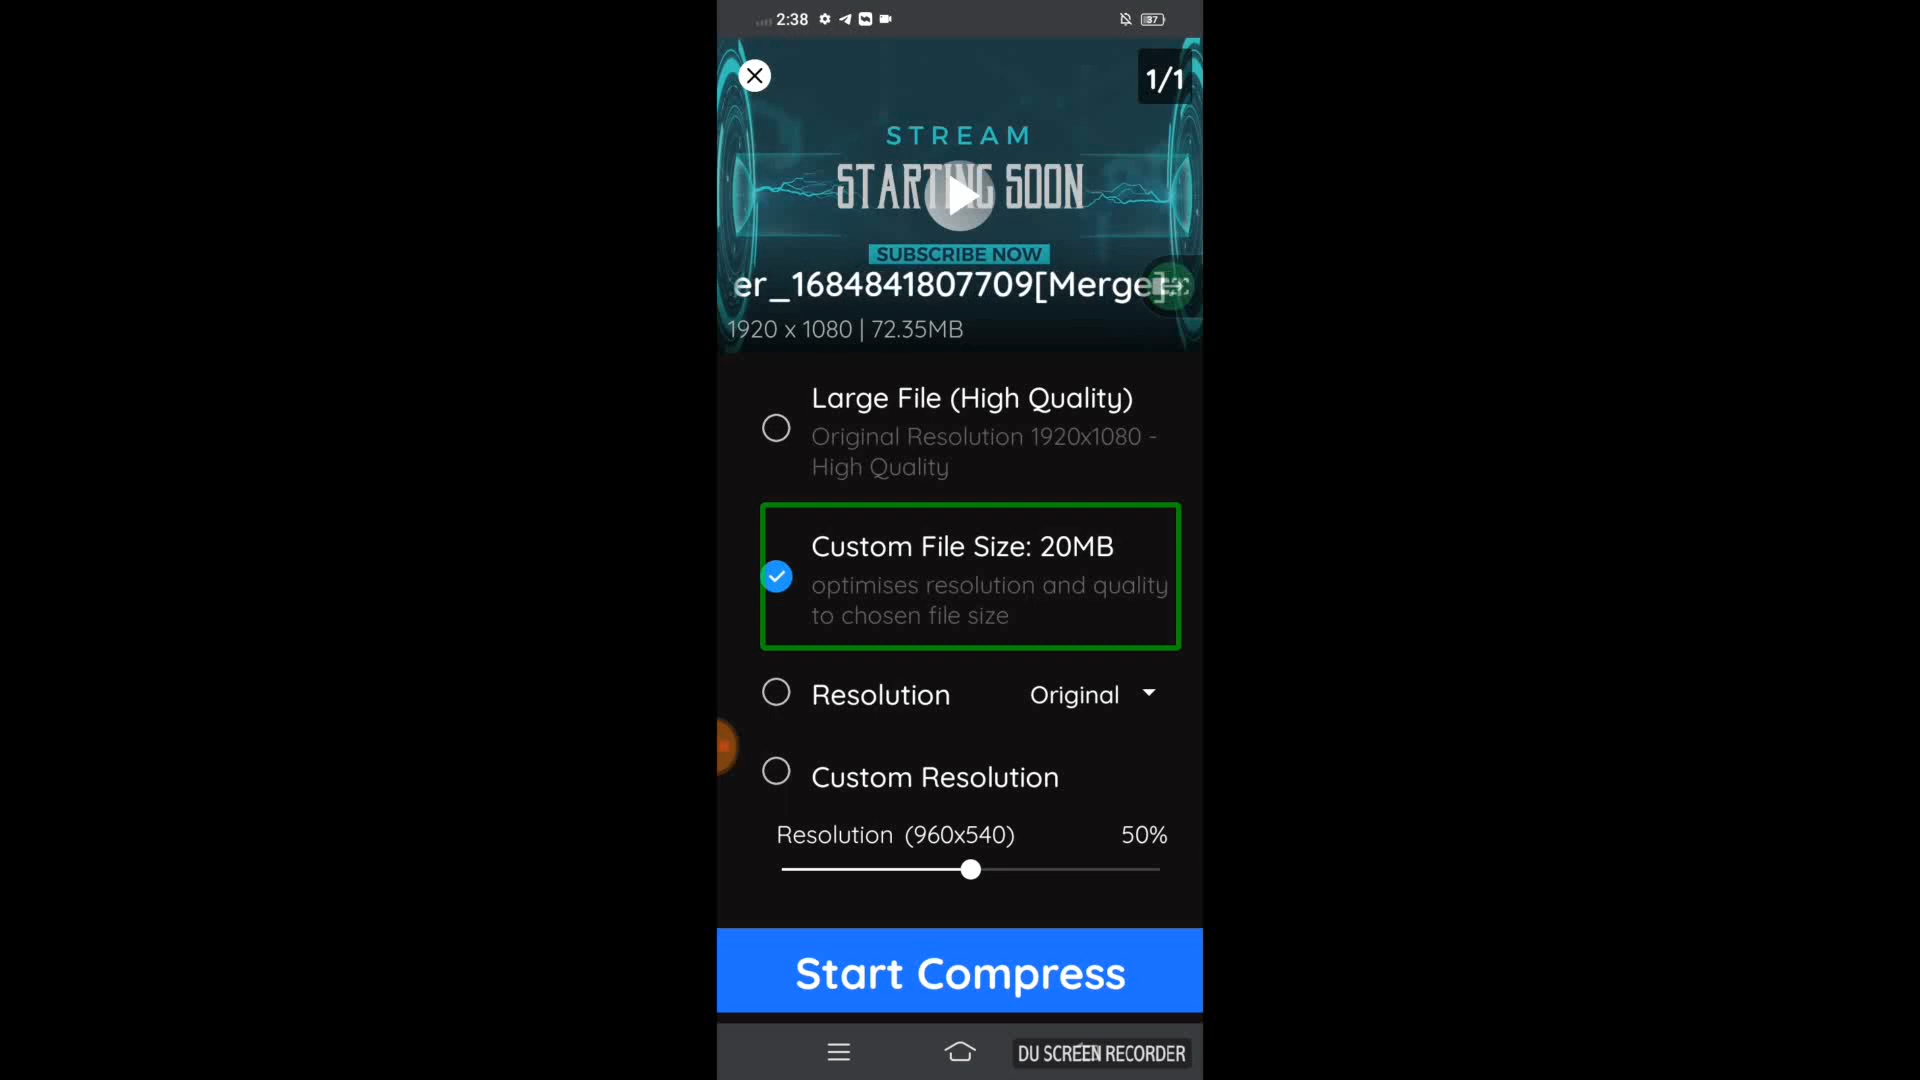 2:38
37
1/1
STREAM
STARTING SOON
SUBSCRIBE NOW
er_1684841807709[Merge]
1920 x 1080 | 72.35MB
Large File (High Quality)
Original Resolution 1920x1080 -
High Quality
Custom File Size: 20MB
optimises resolution and quality
to chosen file size
Resolution Original
Custom Resolution
Resolution (960x540) 50%
Start Compress
DU SCREEN RECORDER